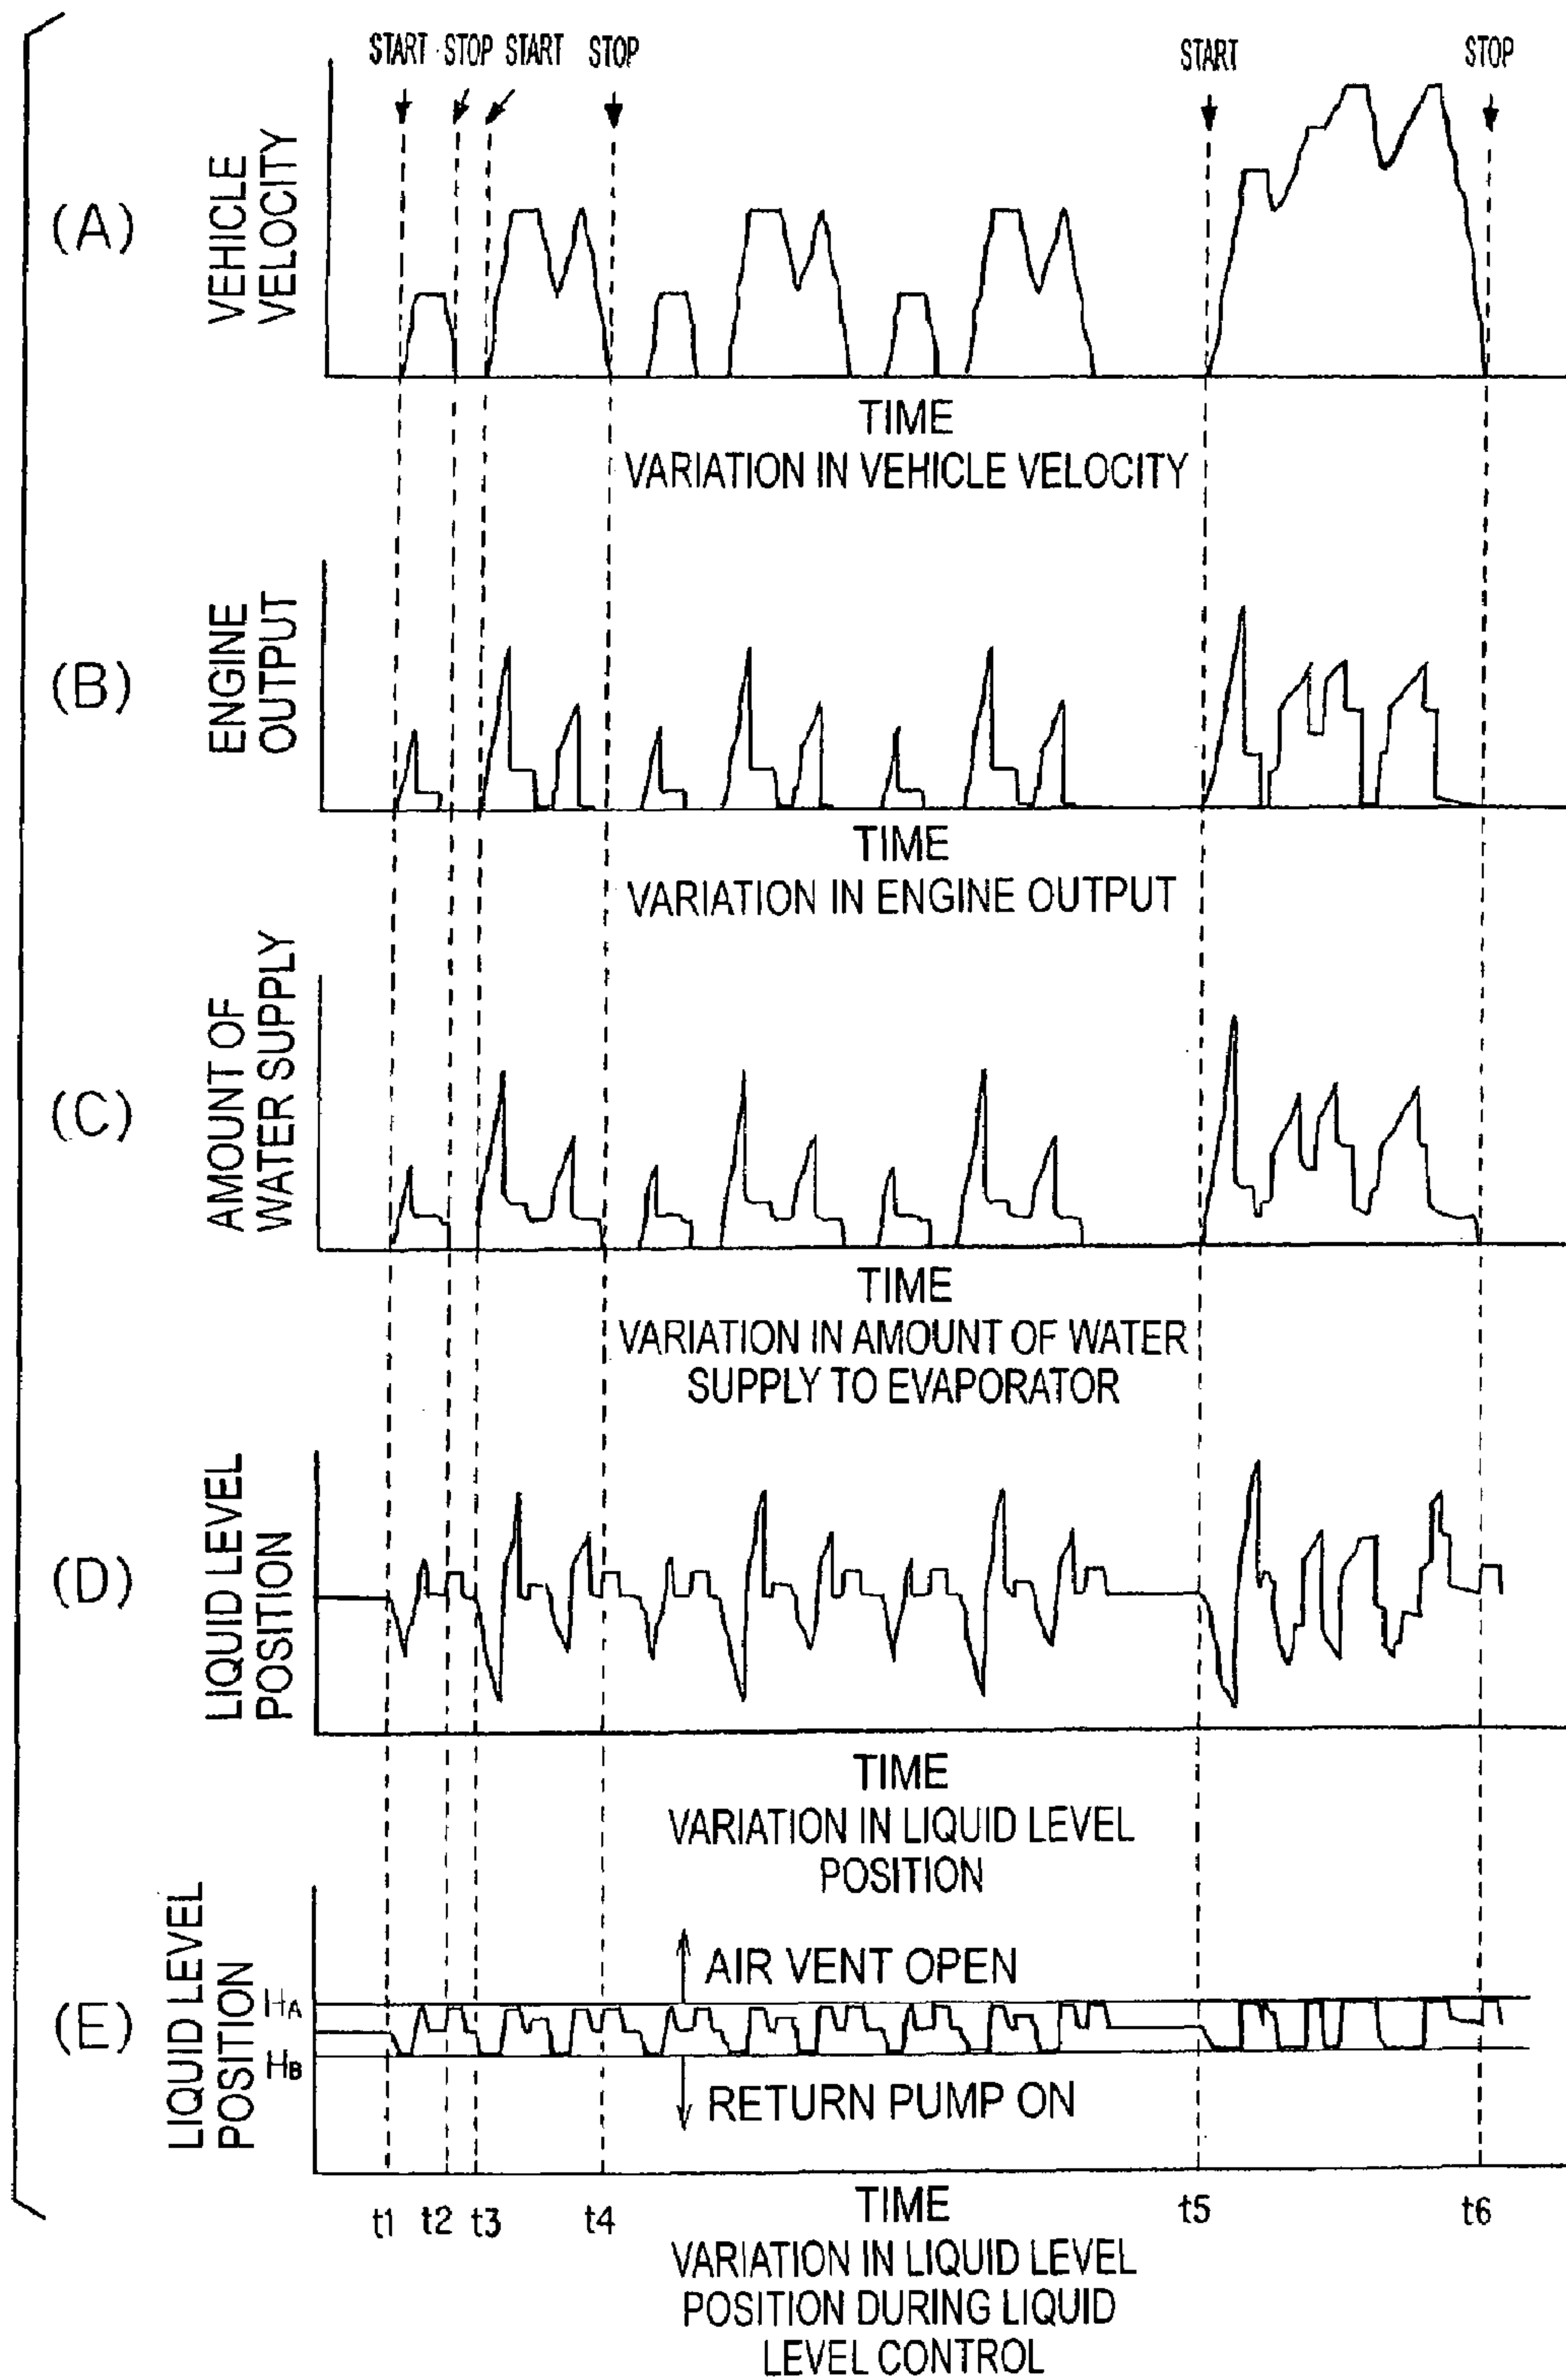 START STOP START STOP START STOP
(A)
VEHICLE
VELOCITY
TIME
VARIATION IN VEHICLE VELOCITY
(B)
ENGINE
OUTPUT
TIME
VARIATION IN ENGINE OUTPUT
(C)
AMOUNT OF
WATER SUPPLY
TIME
VARIATION IN AMOUNT OF WATER
SUPPLY TO EVAPORATOR
(D)
LIQUID LEVEL
POSITION
TIME
VARIATION IN LIQUID LEVEL
POSITION
(E)
LIQUID LEVEL
POSITION
AIR VENT OPEN
HA
HB
RETURN PUMP ON
t1 t2 t3 t4 t5 t6
TIME
VARIATION IN LIQUID LEVEL
POSITION DURING LIQUID
LEVEL CONTROL